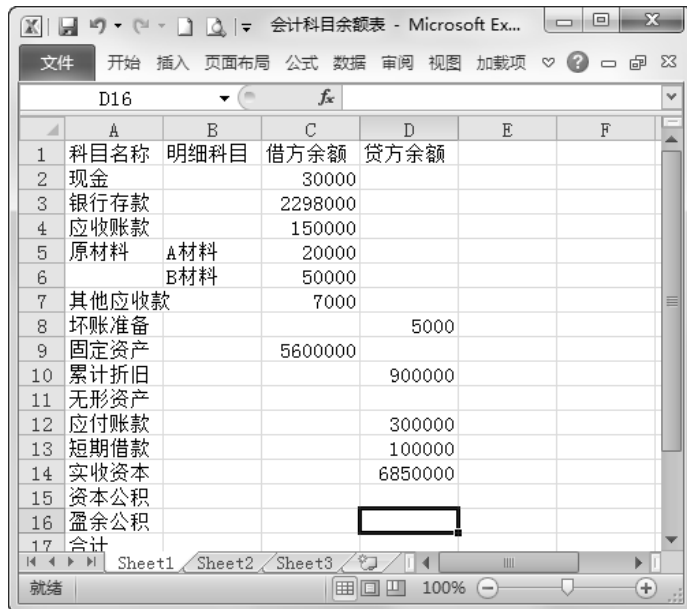 会计科目余额表 - Microsoft Ex...
文件 开始 插入 页面布局 公式 数据 审阅 视图 加载项
D16 fx
A B C D E F
1 科目名称 明细科目 借方余额 贷方余额
2 现金 30000
3 银行存款 2298000
4 应收账款 150000
5 原材料 A材料 20000
6 B材料 50000
7 其他应收款 7000
8 坏账准备 5000
9 固定资产 5600000
10 累计折旧 900000
11 无形资产
12 应付账款 300000
13 短期借款 100000
14 实收资本 6850000
15 资本公积
16 盈余公积
17 合计
Sheet1 Sheet2 Sheet3
就绪 100%